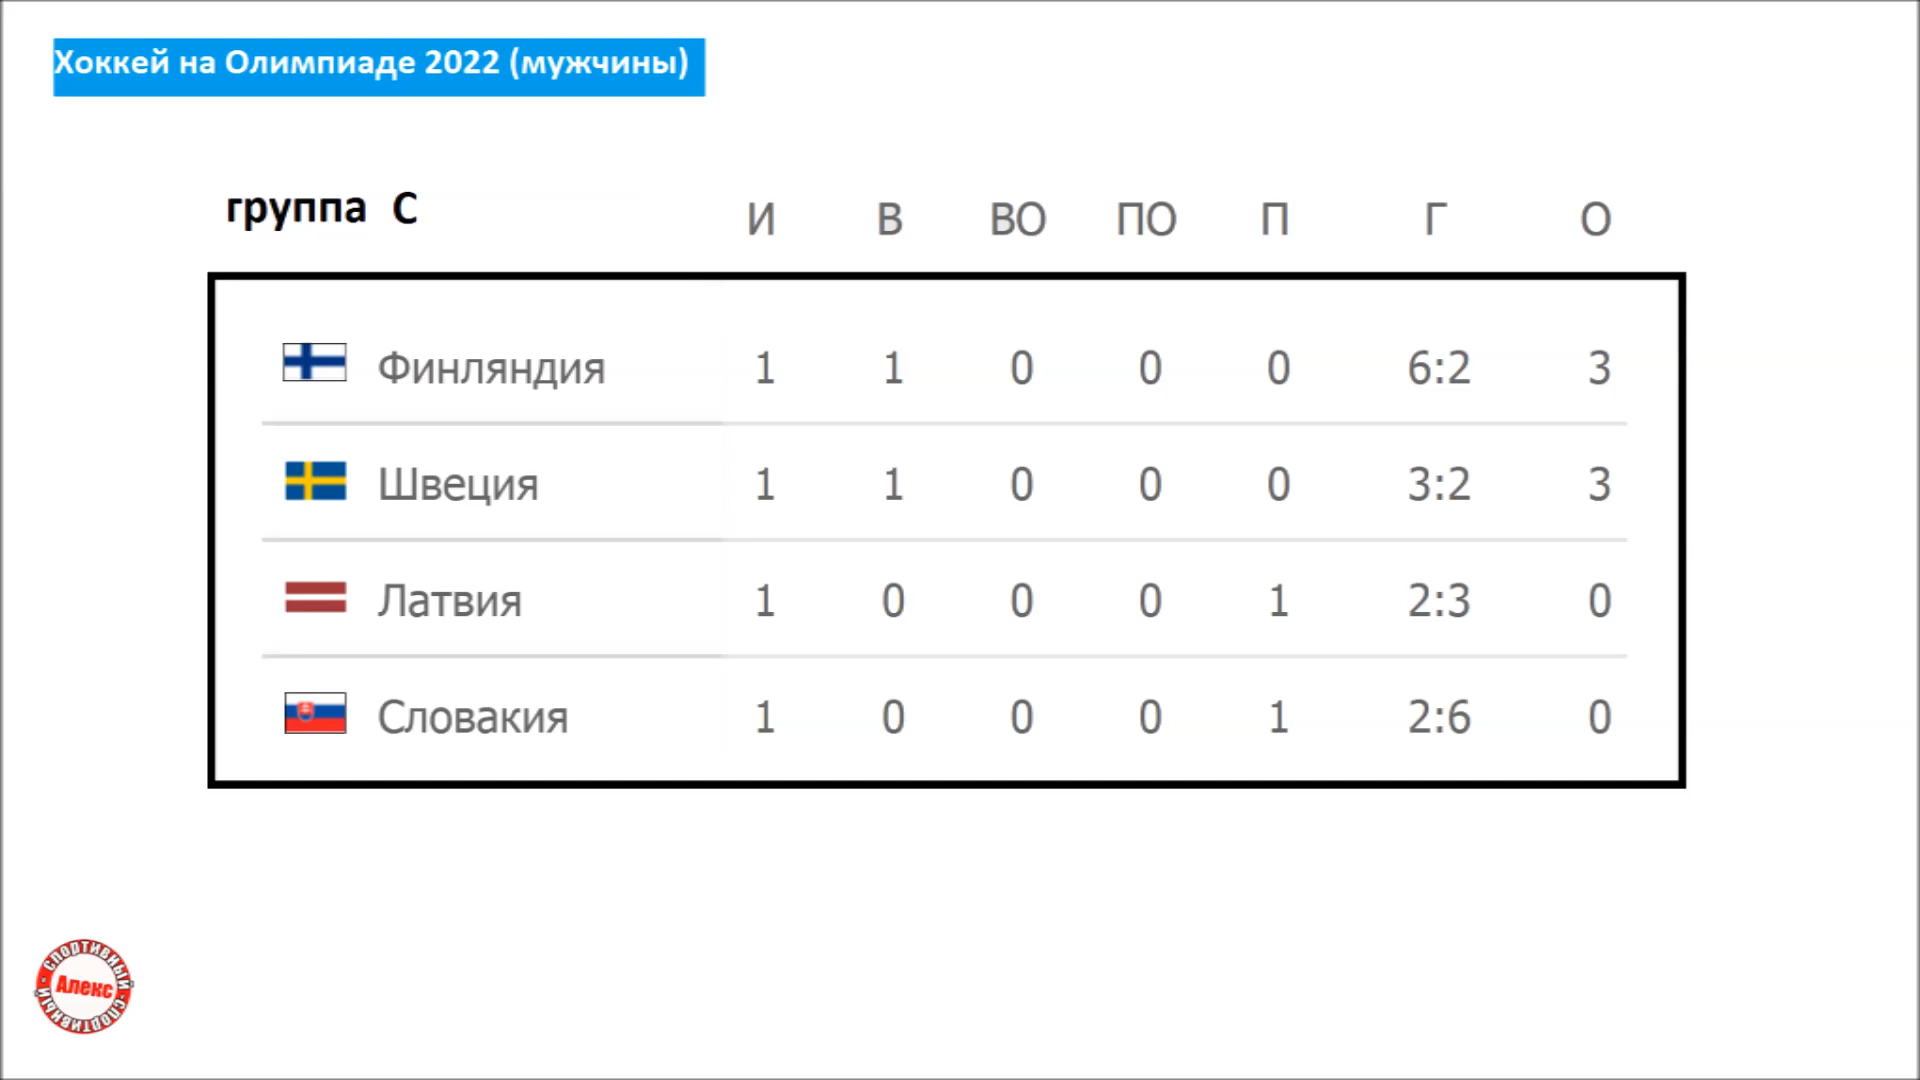 Хоккей на Олимпиаде 2022 (мужчины)
группа С И В ВО ПО П Г О
Финляндия 1 1 0 0 0 6:2 3
Швеция 1 1 0 0 0 3:2 3
Латвия 1 0 0 0 1 2:3 0
Словакия 1 0 0 0 1 2:6 0
СПОРТИВНЫЙ
Алекс
СПОРТИВНЫЙ